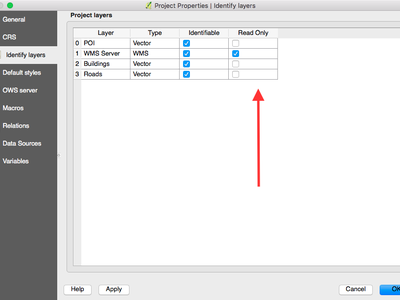 Project Properties | Identify layers
General
CRS
Identify layers
Default styles
OWS server
Macros
Relations
Data Sources
Variables
Project layers
Layer Type Identifiable Read Only
0 POI Vector
1 WMS Server WMS
2 Buildings Vector
3 Roads Vector
Help Apply Cancel OK